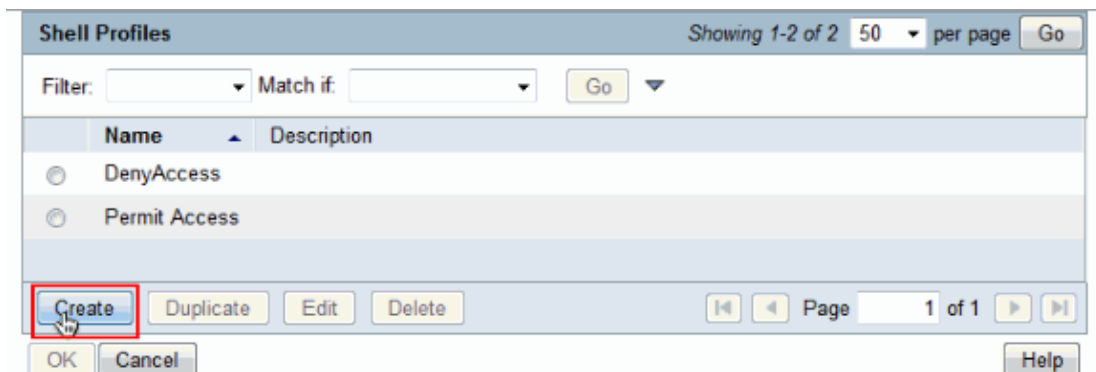 Shell Profiles Showing 1-2 of 2 50 per page Go
Filter: Match if: Go
Name Description
DenyAccess
Permit Access
Create Duplicate Edit Delete Page 1 of 1
OK Cancel Help